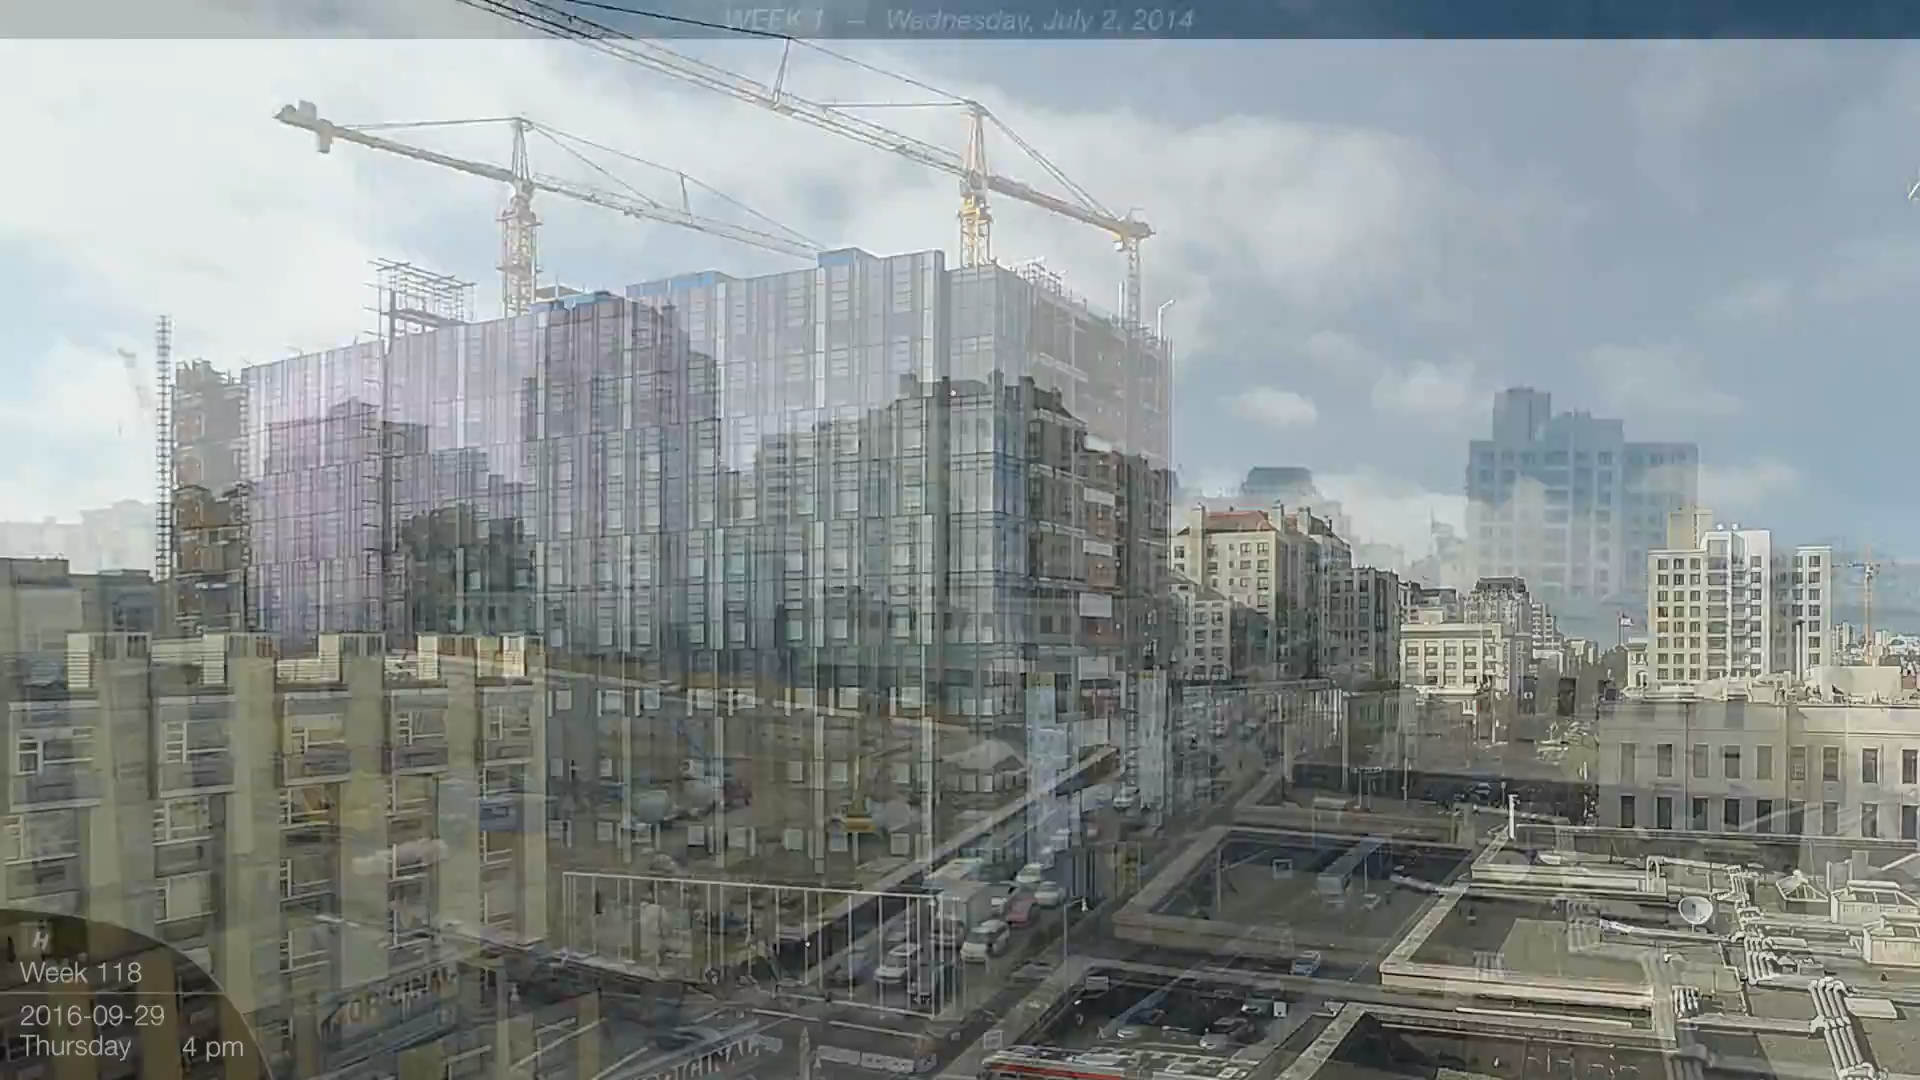 WEEK 1 — Wednesday, July 2, 2014
H
Week 118
2016-09-29
Thursday 4 pm